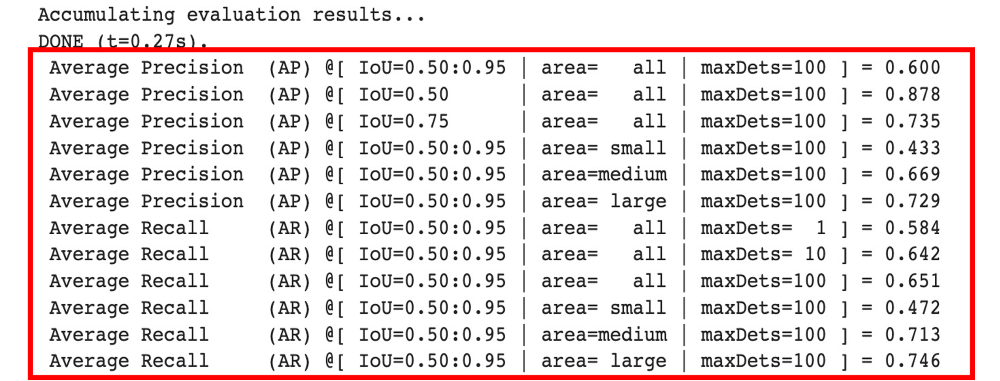 Accumulating evaluation results...
DONE (t=0.27s).
Average Precision  (AP) @[ IoU=0.50:0.95 | area=   all | maxDets=100 ] = 0.600
Average Precision  (AP) @[ IoU=0.50      | area=   all | maxDets=100 ] = 0.878
Average Precision  (AP) @[ IoU=0.75      | area=   all | maxDets=100 ] = 0.735
Average Precision  (AP) @[ IoU=0.50:0.95 | area= small | maxDets=100 ] = 0.433
Average Precision  (AP) @[ IoU=0.50:0.95 | area=medium | maxDets=100 ] = 0.669
Average Precision  (AP) @[ IoU=0.50:0.95 | area= large | maxDets=100 ] = 0.729
Average Recall     (AR) @[ IoU=0.50:0.95 | area=   all | maxDets=  1 ] = 0.584
Average Recall     (AR) @[ IoU=0.50:0.95 | area=   all | maxDets= 10 ] = 0.642
Average Recall     (AR) @[ IoU=0.50:0.95 | area=   all | maxDets=100 ] = 0.651
Average Recall     (AR) @[ IoU=0.50:0.95 | area= small | maxDets=100 ] = 0.472
Average Recall     (AR) @[ IoU=0.50:0.95 | area=medium | maxDets=100 ] = 0.713
Average Recall     (AR) @[ IoU=0.50:0.95 | area= large | maxDets=100 ] = 0.746